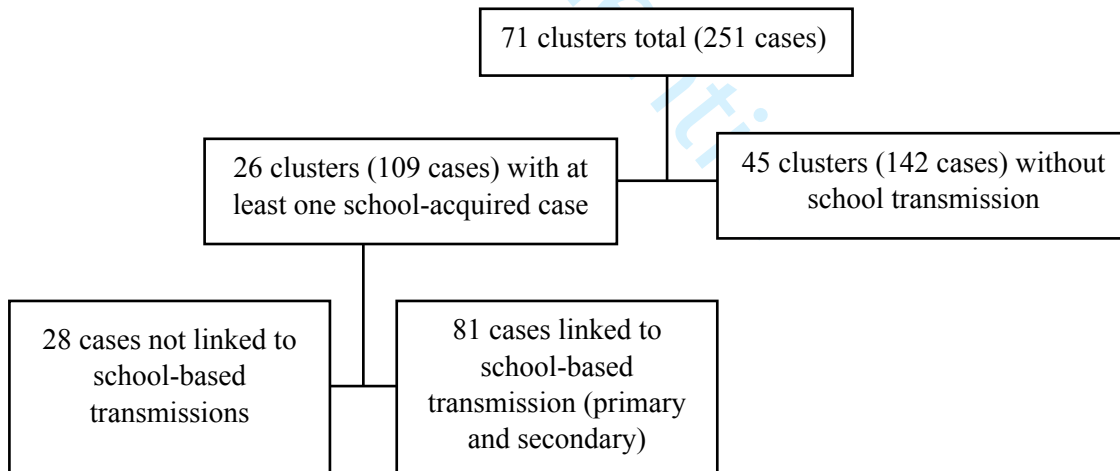 71 clusters total (251 cases)
26 clusters (109 cases) with at
least one school-acquired case
45 clusters (142 cases) without
school transmission
28 cases not linked to
school-based
transmissions
81 cases linked to
school-based
transmission (primary
and secondary)